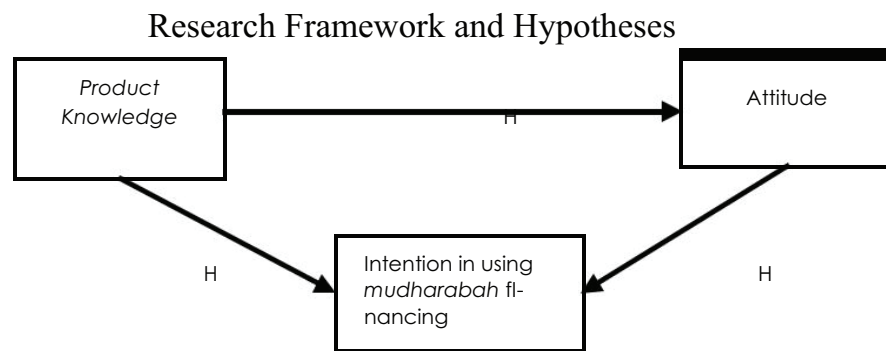 Research Framework and Hypotheses
Product
Knowledge
Attitude
H
Intention in using
mudharabah fi-
nancing
H
H